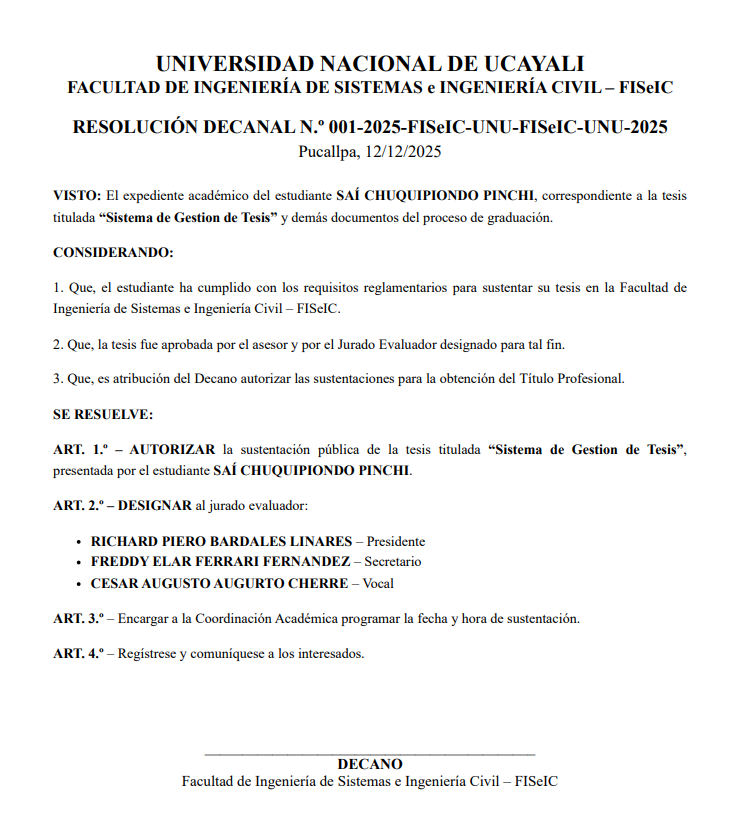 UNIVERSIDAD NACIONAL DE UCAYALI
FACULTAD DE INGENIERÍA DE SISTEMAS e INGENIERÍA CIVIL – FISeIC
RESOLUCIÓN DECANAL N.º 001-2025-FISeIC-UNU-FISeIC-UNU-2025
Pucallpa, 12/12/2025
VISTO: El expediente académico del estudiante SAÍ CHUQUIPIONDO PINCHI, correspondiente a la tesis
titulada “Sistema de Gestion de Tesis” y demás documentos del proceso de graduación.
CONSIDERANDO:
1. Que, el estudiante ha cumplido con los requisitos reglamentarios para sustentar su tesis en la Facultad de
Ingeniería de Sistemas e Ingeniería Civil – FISeIC.
2. Que, la tesis fue aprobada por el asesor y por el Jurado Evaluador designado para tal fin.
3. Que, es atribución del Decano autorizar las sustentaciones para la obtención del Título Profesional.
SE RESUELVE:
ART. 1.º – AUTORIZAR la sustentación pública de la tesis titulada “Sistema de Gestion de Tesis”,
presentada por el estudiante SAÍ CHUQUIPIONDO PINCHI.
ART. 2.º – DESIGNAR al jurado evaluador:
• RICHARD PIERO BARDALES LINARES – Presidente
• FREDDY ELAR FERRARI FERNANDEZ – Secretario
• CESAR AUGUSTO AUGURTO CHERRE – Vocal
ART. 3.º – Encargar a la Coordinación Académica programar la fecha y hora de sustentación.
ART. 4.º – Regístrese y comuníquese a los interesados.
DECANO
Facultad de Ingeniería de Sistemas e Ingeniería Civil – FISeIC